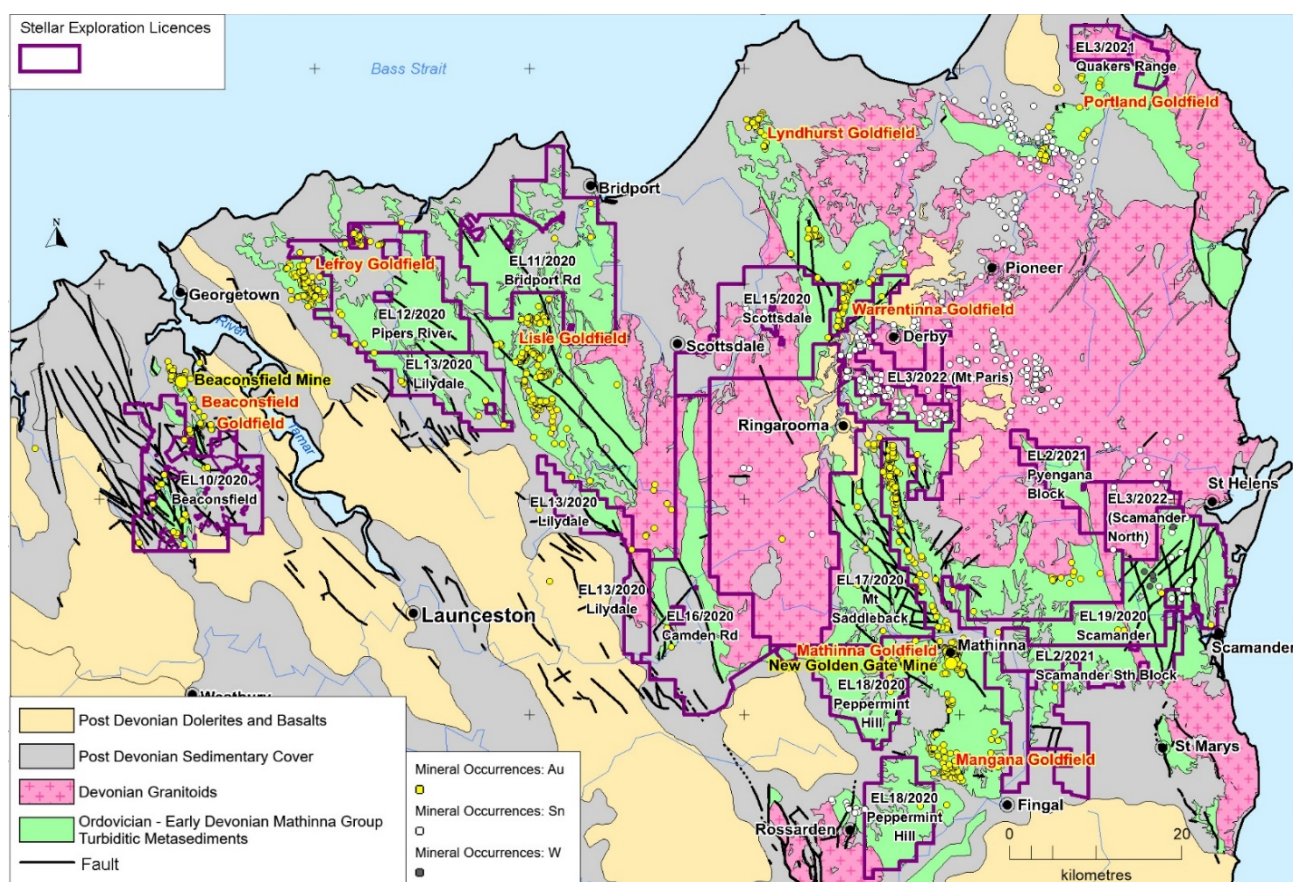 Stellar Exploration Licences
Bass Strait
EL3/2021
Quakers Range
Portland Goldfield
Lyndhurst Goldfield
Bridport
N
EL11/2020
Bridport Rd
Lefroy Goldfield
Georgetown
River
Pioneer
EL12/2020
Pipers River
EL15/2020
Scottsdale
Warrentinna Goldfield
Lisle Goldfield
Scottsdale
Derby
EL13/2020
Lilydale
Beaconsfield Mine
EL3/2022 (Mt Paris)
Beaconsfield
Goldfield
Tamar
Ringarooma
EL2/2021
Pyengana
Block
EL10/2020
Beaconsfield
St Helens
EL13/2020
Lilydale
EL3/2022
(Scamander
North)
EL17/2020
Mt
Saddleback
EL13/2020
Lilydale
Launceston
EL16/2020
Camden Rd
EL19/2020
Scamander
Mathinna Goldfield
Mathinna
Scamander
New Golden Gate Mine
EL2/2021
Scamander Sth Block
EL18/2020
Peppermint
Hill
Westbury
St Marys
Mangana Goldfield
EL18/2020
Peppermint
Hill
Fingal
Rossarden
0 20
kilometres
Post Devonian Dolerites and Basalts
Post Devonian Sedimentary Cover
Devonian Granitoids
Ordovician - Early Devonian Mathinna Group
Turbiditic Metasediments
Fault
Mineral Occurrences: Au
Mineral Occurrences: Sn
Mineral Occurrences: W